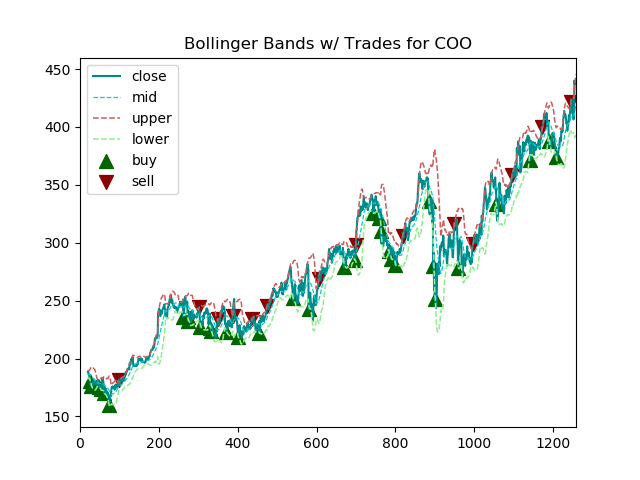 Bollinger Bands w/ Trades for COO
450
400
350
300
250
200
150
0 200 400 600 800 1000 1200
close
mid
upper
lower
buy
sell